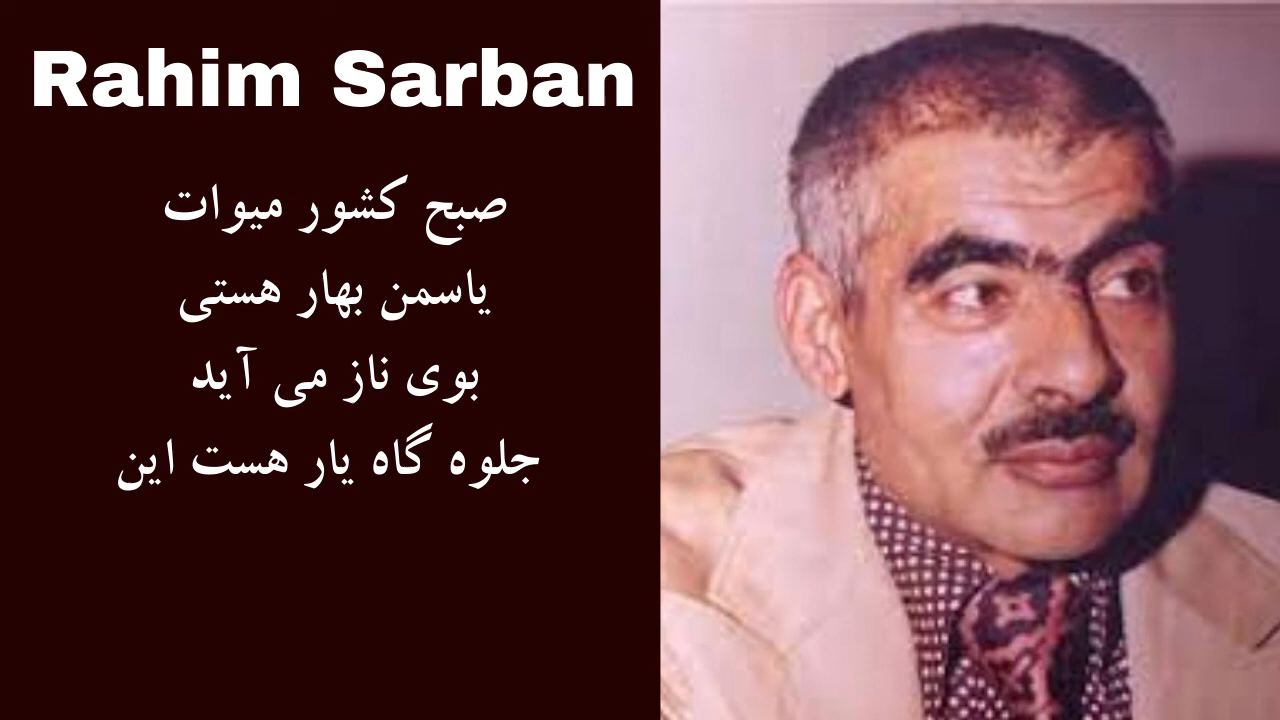 Rahim Sarban
صبح کشور میوات
یاسمن بهار هستی
بوی ناز می آید
جلوه گاه یار هست این